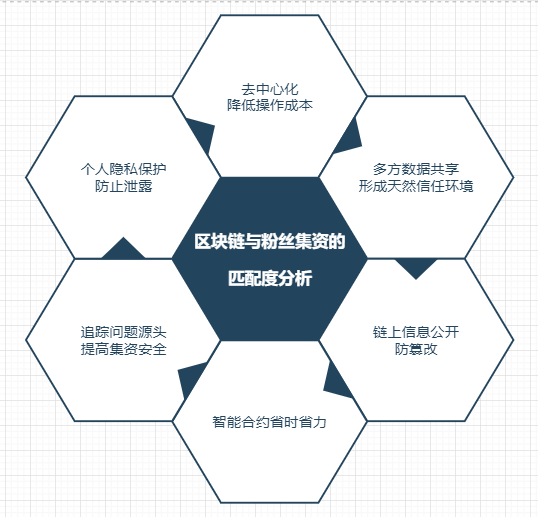 去中心化
降低操作成本
多方数据共享
形成天然信任环境
个人隐私保护
防止泄露
区块链与粉丝集资的
匹配度分析
追踪问题源头
提高集资安全
链上信息公开
防篡改
智能合约省时省力